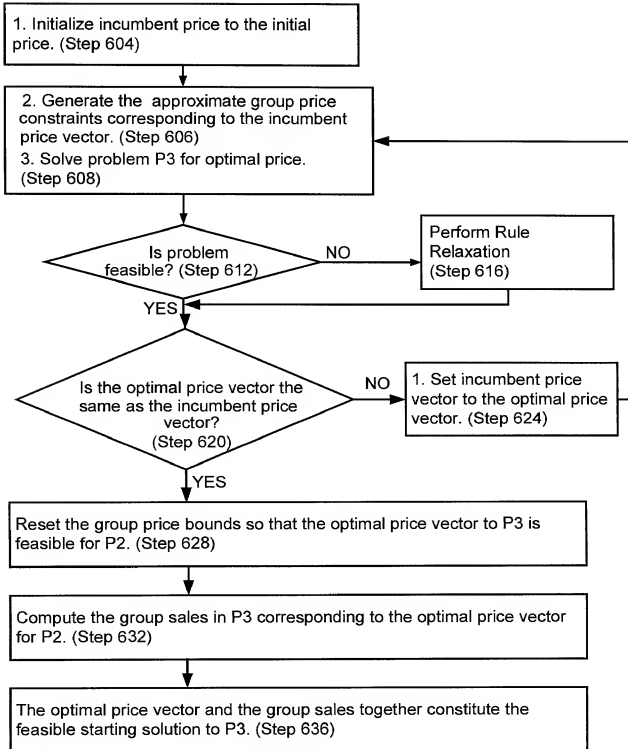 1. Initialize incumbent price to the initial
price. (Step 604)
2. Generate the approximate group price
constraints corresponding to the incumbent
price vector. (Step 606)
3. Solve problem P3 for optimal price.
(Step 608)
Is problem
feasible? (Step 612)
NO
Perform Rule
Relaxation
(Step 616)
YES
Is the optimal price vector the
same as the incumbent price
vector?
(Step 620)
NO
1. Set incumbent price
vector to the optimal price
vector. (Step 624)
YES
Reset the group price bounds so that the optimal price vector to P3 is
feasible for P2. (Step 628)
Compute the group sales in P3 corresponding to the optimal price vector
for P2. (Step 632)
The optimal price vector and the group sales together constitute the
feasible starting solution to P3. (Step 636)